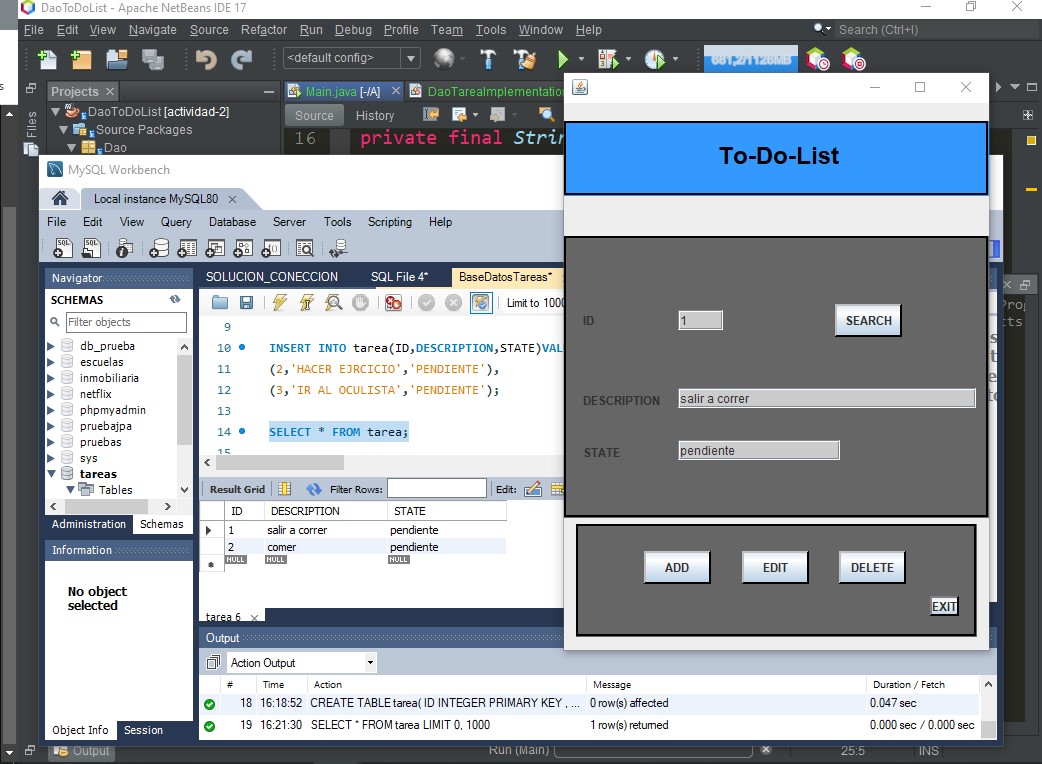 DaoToDoList - Apache NetBeans IDE 17
File Edit View Navigate Source Refactor Run Debug Profile Team Tools Window Help
Search (Ctrl+I)
<default config>
681,2/1126MB
Projects
Main.java [-/A]
DaoTareaImplementation
DaoToDoList [actividad-2]
Source History
Source Packages
16 private final Strin
Files
Dao
To-Do-List
MySQL Workbench
Local instance MySQL80
File Edit View Query Database Server Tools Scripting Help
Navigator
SOLUCION_CONECCION SQL File 4* BaseDatosTareas*
SCHEMAS
Limit to 1000
Filter objects
9
ID 1 SEARCH
db_prueba
10 INSERT INTO tarea(ID,DESCRIPTION,STATE)VAL
escuelas
11 (2,'HACER EJRCICIO','PENDIENTE'),
inmobiliaria
12 (3,'IR AL OCULISTA','PENDIENTE');
netflix
phpmyadmin
13
DESCRIPTION salir a correr
pruebajpa
14 SELECT * FROM tarea;
pruebas
15
STATE pendiente
sys
tareas
Tables
Result Grid Filter Rows: Edit:
ID DESCRIPTION STATE
1 salir a correr pendiente
2 comer pendiente
NULL NULL NULL
Administration Schemas
Information
No object
selected
ADD EDIT DELETE
EXIT
tarea 6
Output
Action Output
# Time Action Message Duration / Fetch
18 16:18:52 CREATE TABLE tarea( ID INTEGER PRIMARY KEY , ... 0 row(s) affected 0.047 sec
19 16:21:30 SELECT * FROM tarea LIMIT 0, 1000 1 row(s) returned 0.000 sec / 0.000 sec
Object Info Session
Output
Run (Main)
25:5 INS